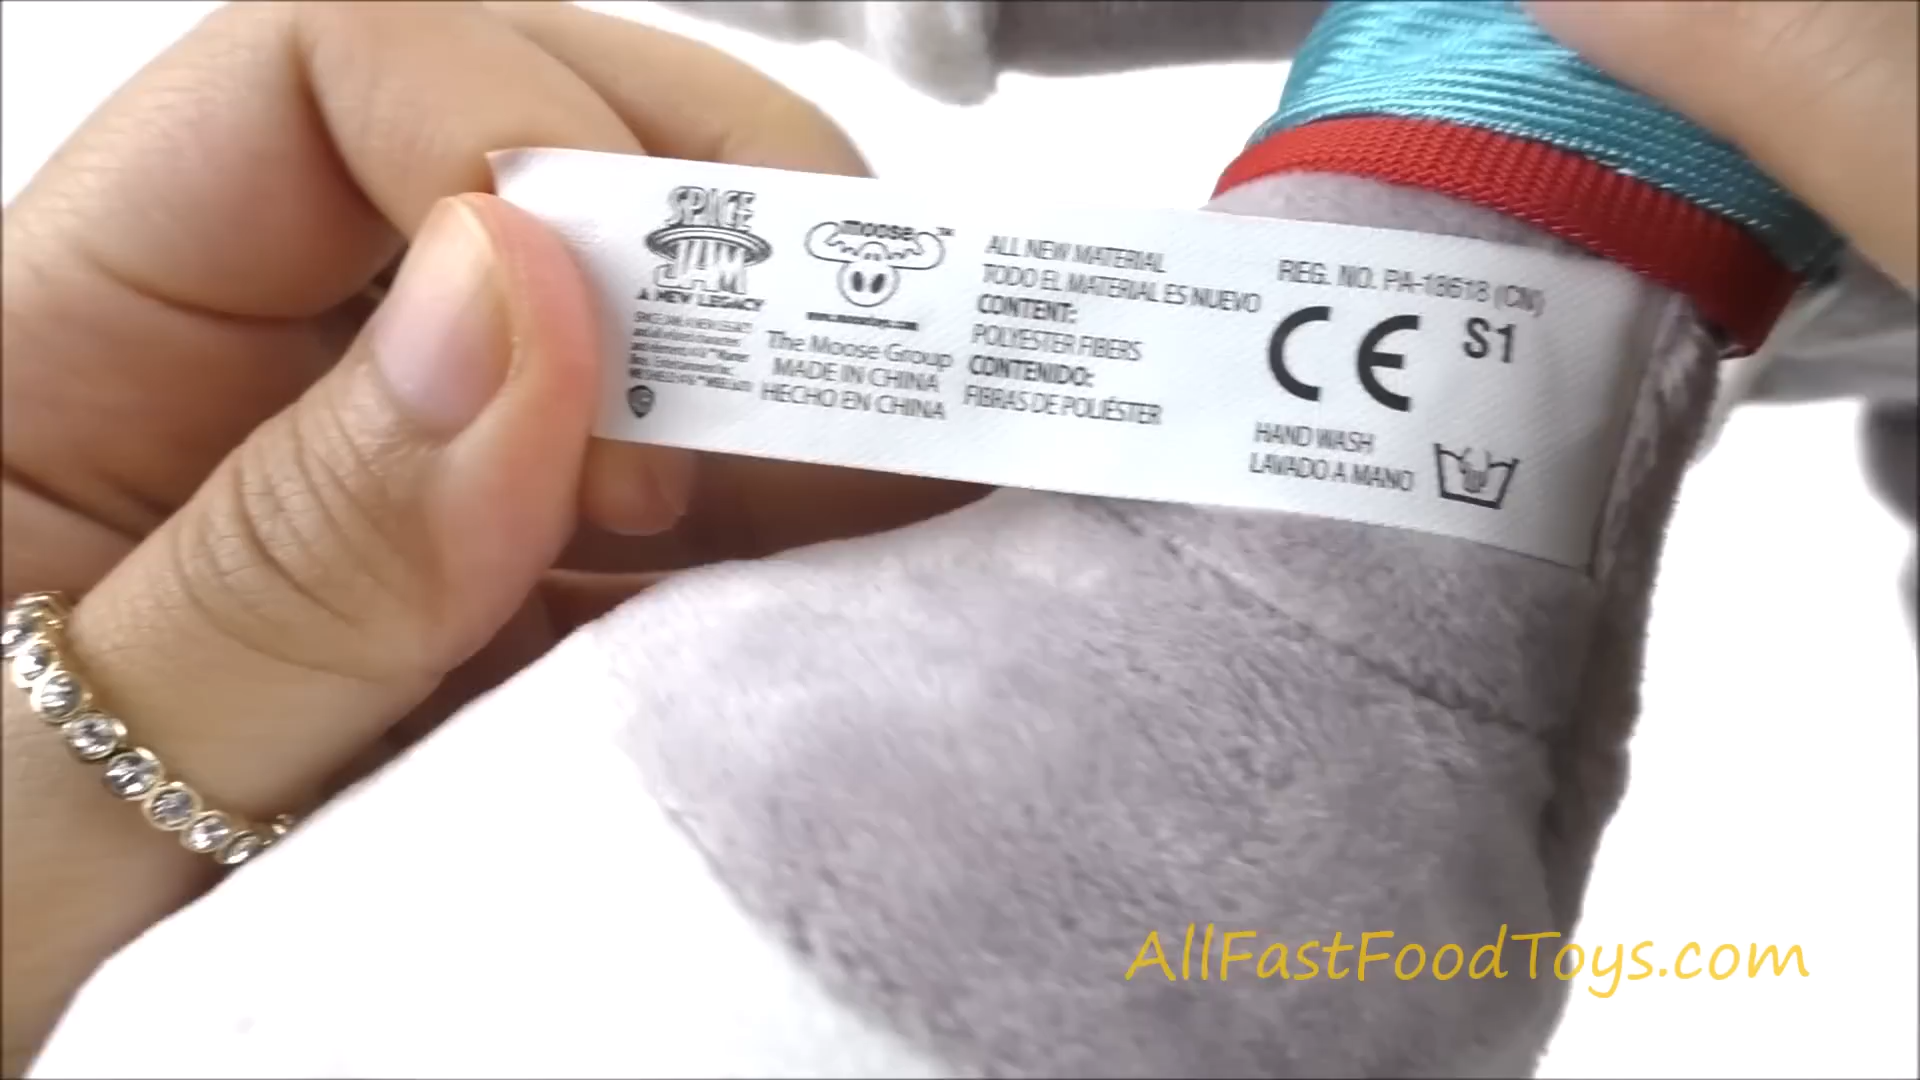 SPACE
JAM
A NEW LEGACY
moose™
The Moose Group
MADE IN CHINA
HECHO EN CHINA
ALL NEW MATERIAL
TODO EL MATERIAL ES NUEVO
CONTENT:
POLYESTER FIBERS
CONTENIDO:
FIBRAS DE POLIÉSTER
REG. NO. PA-18618 (CN)
CE S1
HAND WASH
LAVADO A MANO
AllFastFoodToys.com